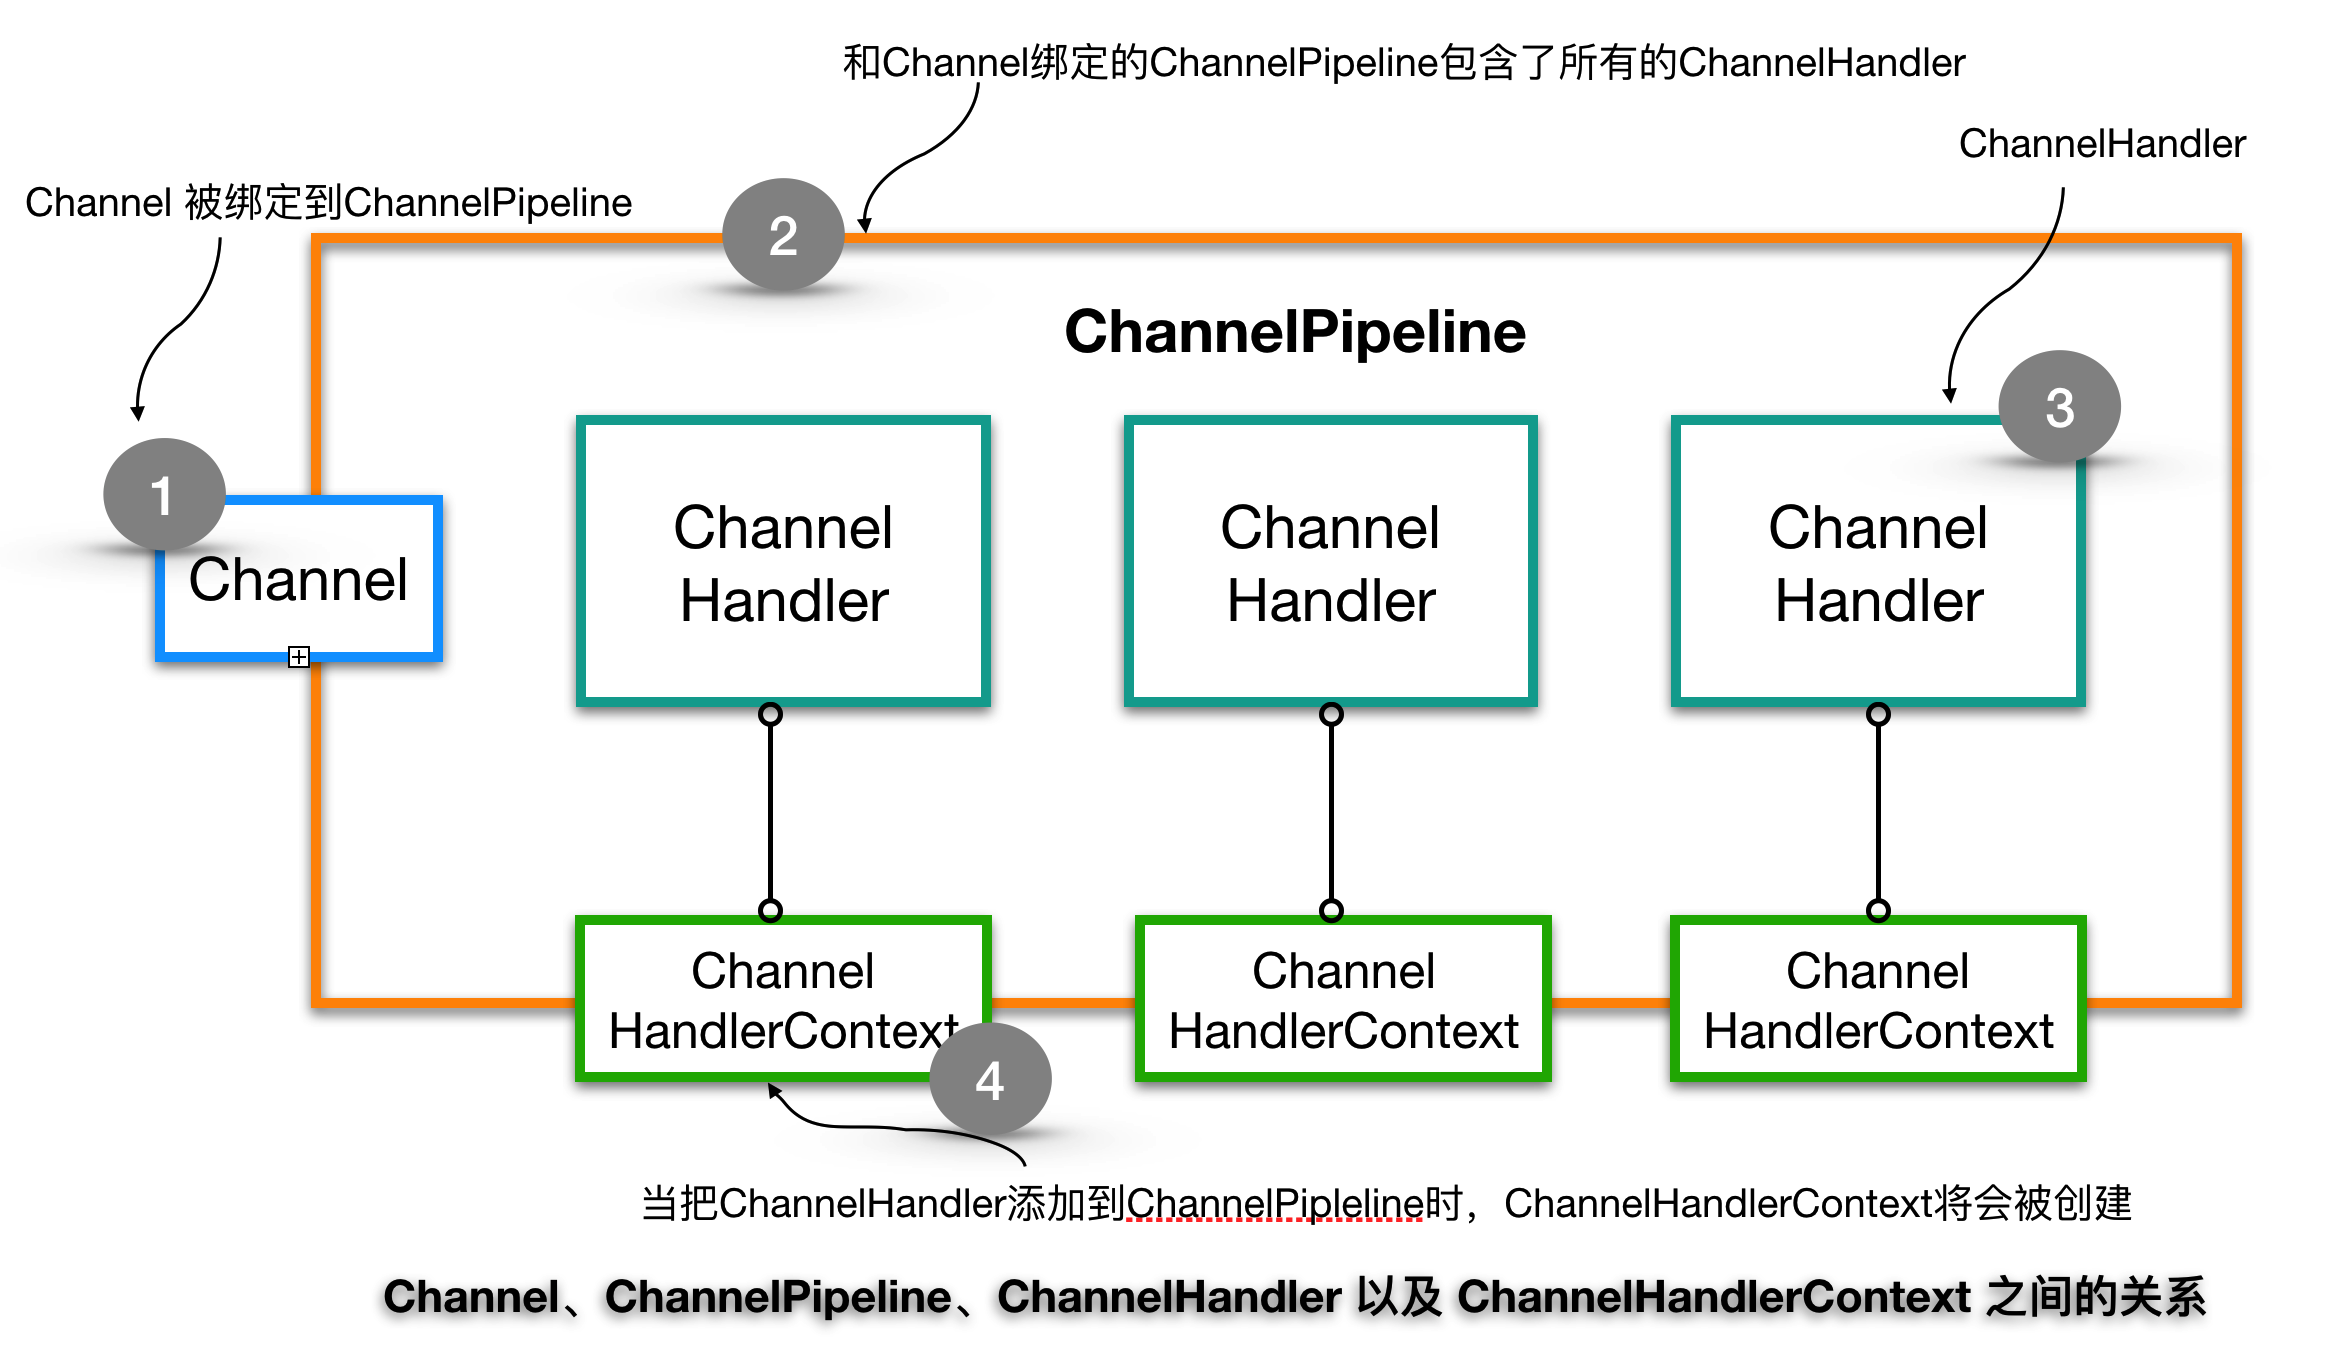 和Channel绑定的ChannelPipeline包含了所有的ChannelHandler
ChannelHandler
Channel 被绑定到ChannelPipeline
2
ChannelPipeline
3
1
Channel
Channel
Handler
Channel
Handler
Channel
Handler
Channel
HandlerContext
Channel
HandlerContext
Channel
HandlerContext
4
当把ChannelHandler添加到ChannelPipleline时，ChannelHandlerContext将会被创建
Channel、ChannelPipeline、ChannelHandler 以及 ChannelHandlerContext 之间的关系